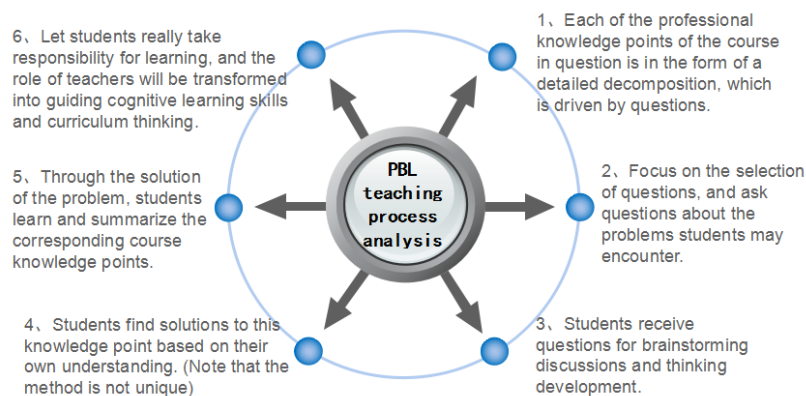 PBL
teaching
process
analysis
1、Each of the professional
knowledge points of the course
in question is in the form of a
detailed decomposition, which
is driven by questions.
2、Focus on the selection
of questions, and ask
questions about the
problems students may
encounter.
3、Students receive
questions for brainstorming
discussions and thinking
development.
4、Students find solutions to this
knowledge point based on their
own understanding. (Note that the
method is not unique)
5、Through the solution
of the problem, students
learn and summarize the
corresponding course
knowledge points.
6、Let students really take
responsibility for learning, and the
role of teachers will be transformed
into guiding cognitive learning skills
and curriculum thinking.